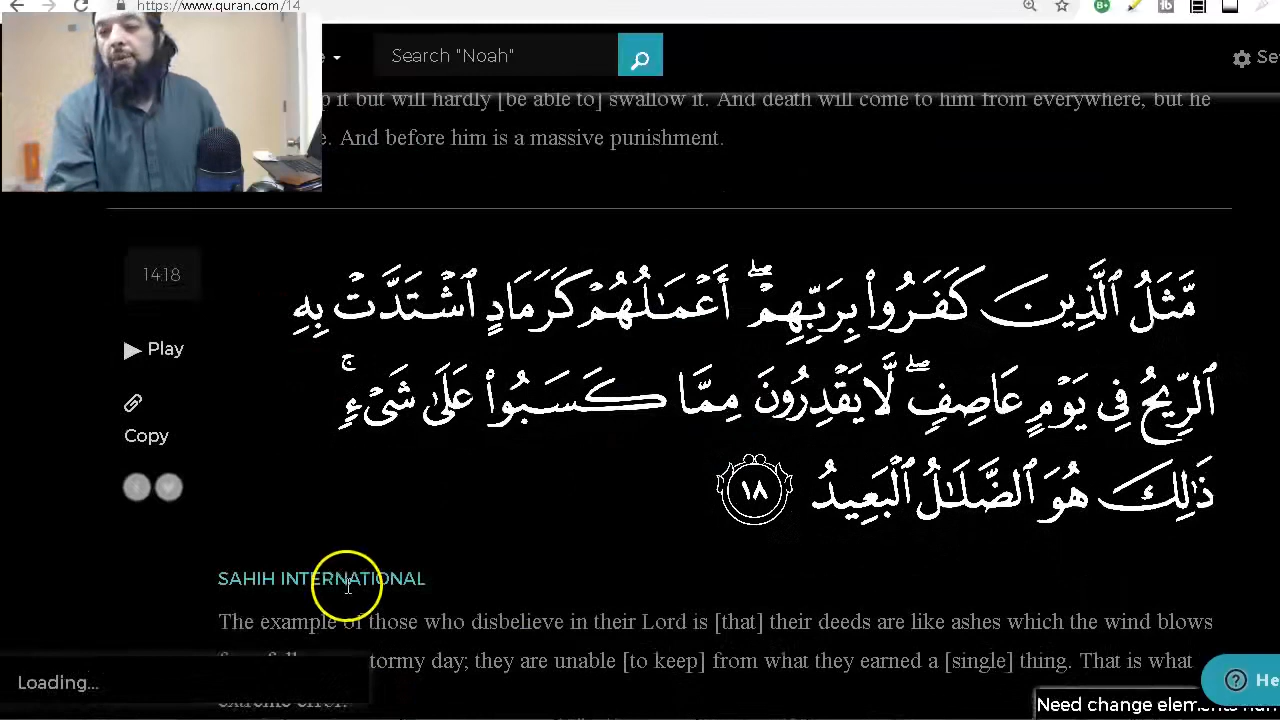 https://www.quran.com/14
Search "Noah"
it but will hardly [be able to] swallow it. And death will come to him from everywhere, but he
And before him is a massive punishment.
14:18
مَّثَلُ ٱلَّذِينَ كَفَرُوا۟ بِرَبِّهِمْ ۖ أَعْمَـٰلُهُمْ كَرَمَادٍ ٱشْتَدَّتْ بِهِ
ٱلرِّيحُ فِى يَوْمٍ عَاصِفٍ ۖ لَّا يَقْدِرُونَ مِمَّا كَسَبُوا۟ عَلَىٰ شَىْءٍ ۚ
ذَٰلِكَ هُوَ ٱلضَّلَـٰلُ ٱلْبَعِيدُ ١٨
Play
Copy
SAHIH INTERNATIONAL
The example of those who disbelieve in their Lord is [that] their deeds are like ashes which the wind blows
day; they are unable [to keep] from what they earned a [single] thing. That is what
extreme error.
Loading...
Need change